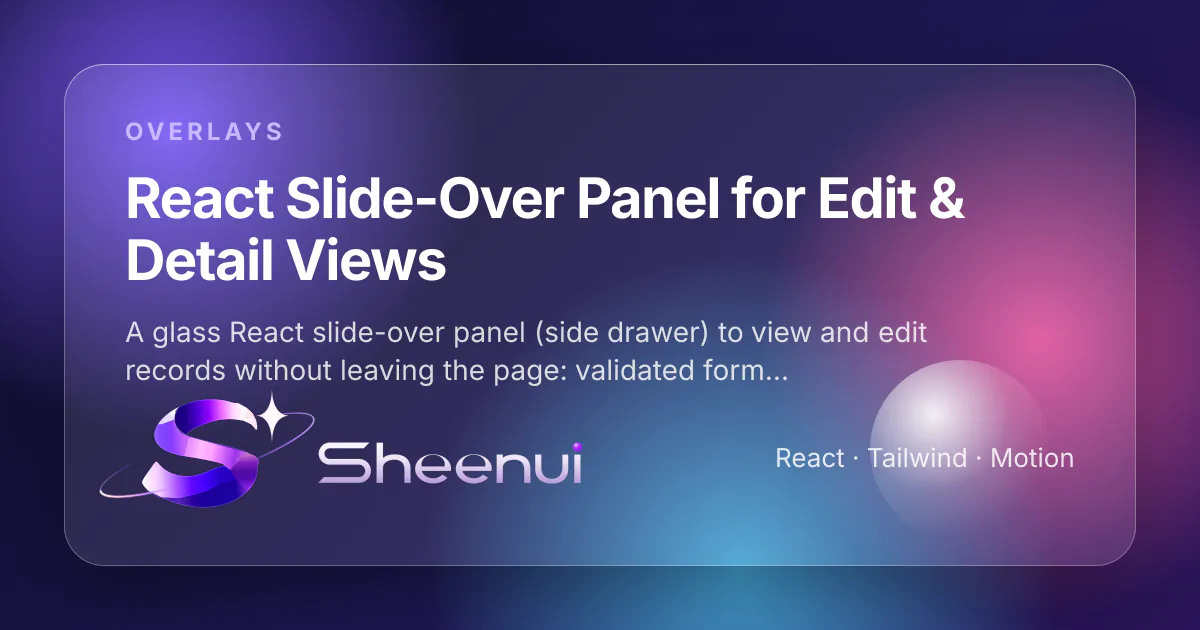 OVERLAYS
React Slide-Over Panel for Edit &
Detail Views
A glass React slide-over panel (side drawer) to view and edit
records without leaving the page: validated form...
Sheenui
React · Tailwind · Motion